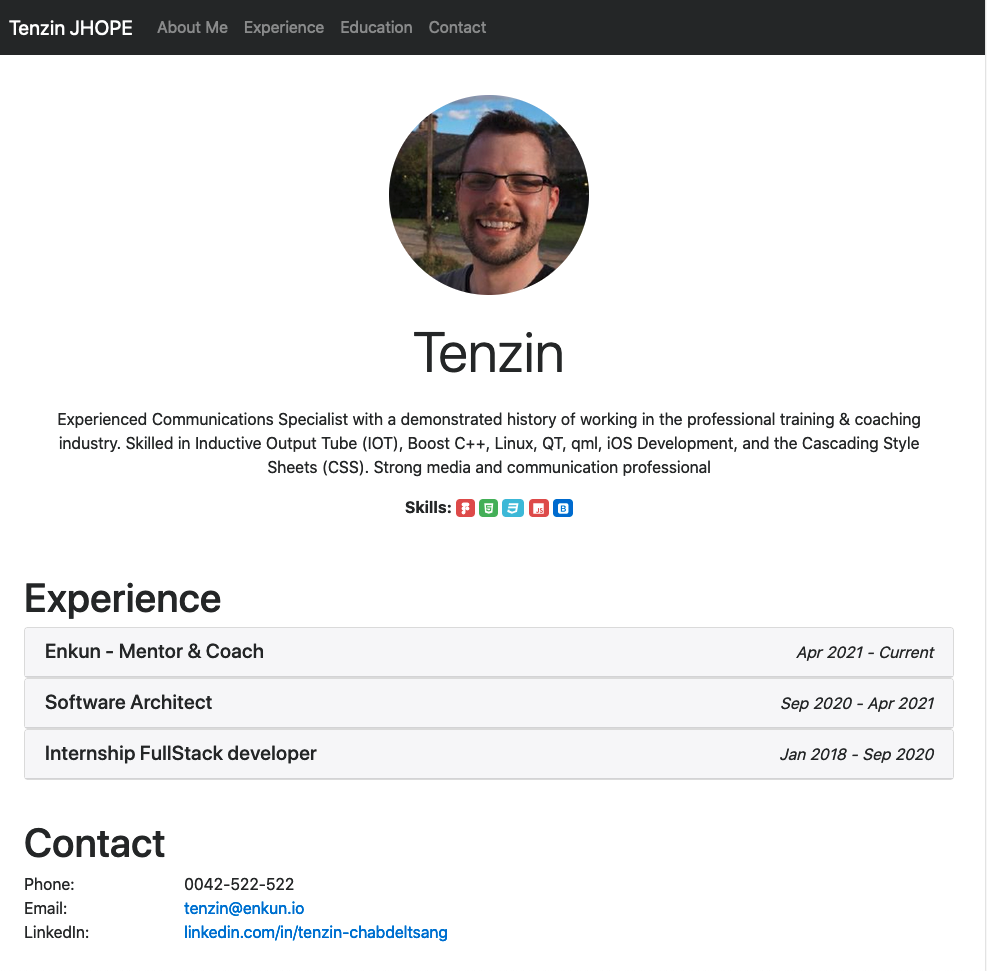 Tenzin JHOPE About Me Experience Education Contact
Tenzin
Experienced Communications Specialist with a demonstrated history of working in the professional training & coaching
industry. Skilled in Inductive Output Tube (IOT), Boost C++, Linux, QT, qml, iOS Development, and the Cascading Style
Sheets (CSS). Strong media and communication professional
Skills:
Experience
Enkun - Mentor & Coach Apr 2021 - Current
Software Architect Sep 2020 - Apr 2021
Internship FullStack developer Jan 2018 - Sep 2020
Contact
Phone: 0042-522-522
Email: tenzin@enkun.io
LinkedIn: linkedin.com/in/tenzin-chabdeltsang